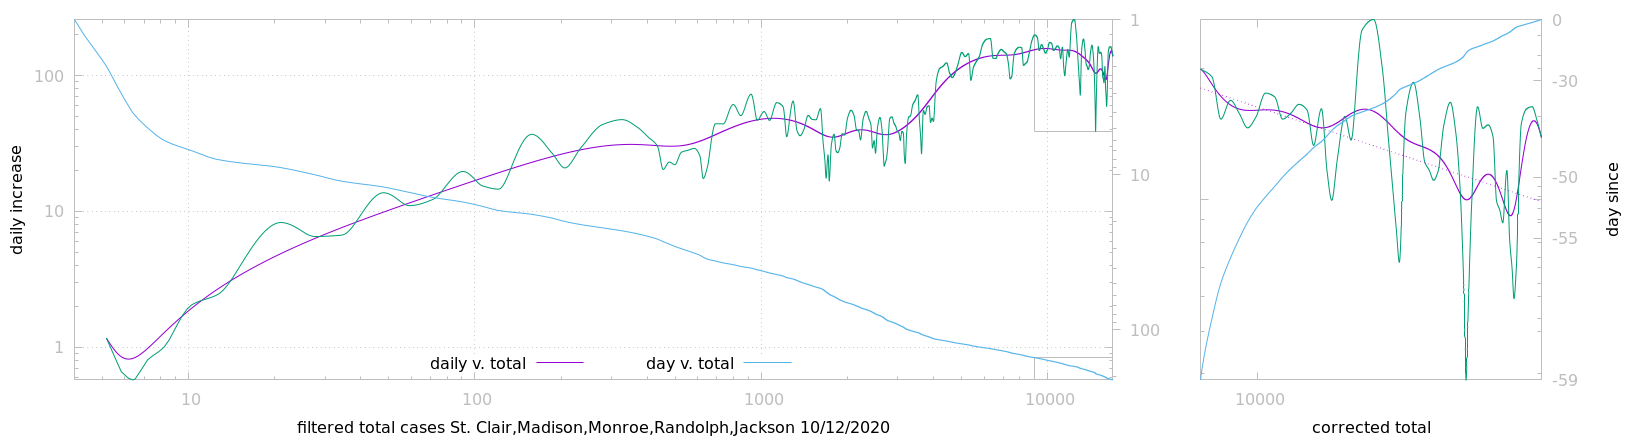 1
0
100
-30
daily increase
10
-50
day since
10
-55
100
1
daily v. total
day v. total
-59
10
100
1000
10000
10000
filtered total cases St. Clair,Madison,Monroe,Randolph,Jackson 10/12/2020
corrected total